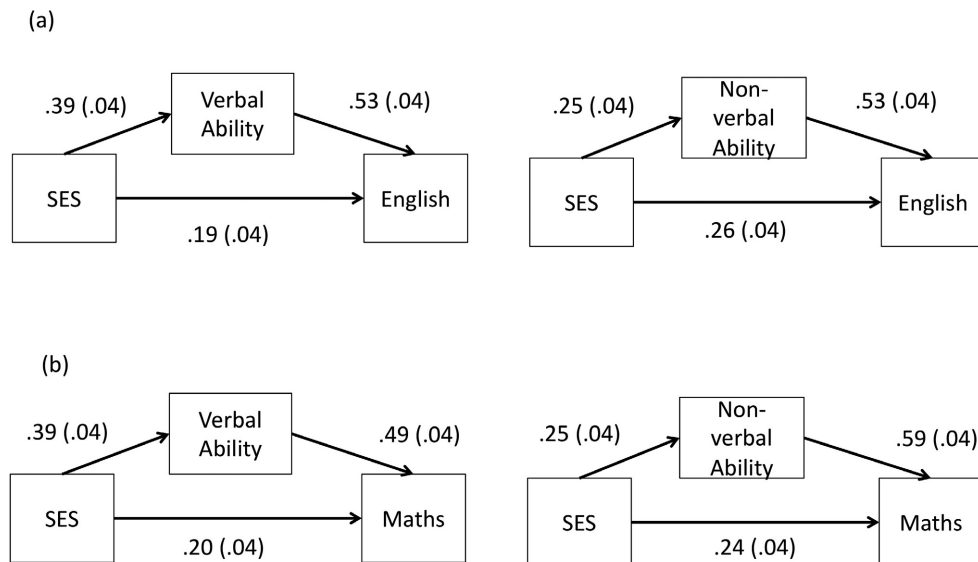 (a)
.39 (.04)
Verbal
Ability
.53 (.04)
SES
English
.19 (.04)
.25 (.04)
Non-
verbal
Ability
.53 (.04)
SES
English
.26 (.04)
(b)
.39 (.04)
Verbal
Ability
.49 (.04)
SES
Maths
.20 (.04)
.25 (.04)
Non-
verbal
Ability
.59 (.04)
SES
Maths
.24 (.04)